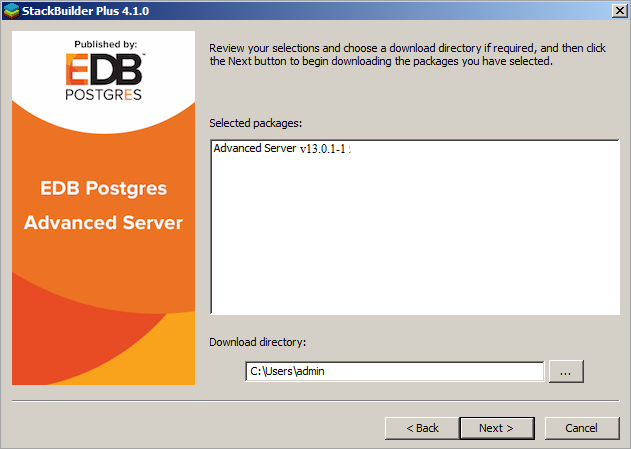 StackBuilder Plus 4.1.0
Published by:
EDB
POSTGRES
EDB Postgres
Advanced Server
Review your selections and choose a download directory if required, and then click
the Next button to begin downloading the packages you have selected.
Selected packages:
Advanced Server v13.0.1-1
Download directory:
C:\Users\admin
...
< Back
Next >
Cancel